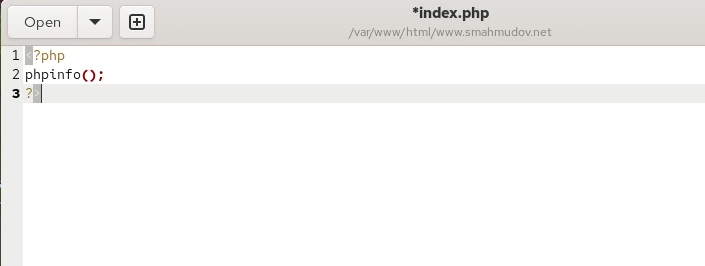 Open
*index.php
/var/www/html/www.smahmudov.net
1 <?php
2 phpinfo();
3 ?>